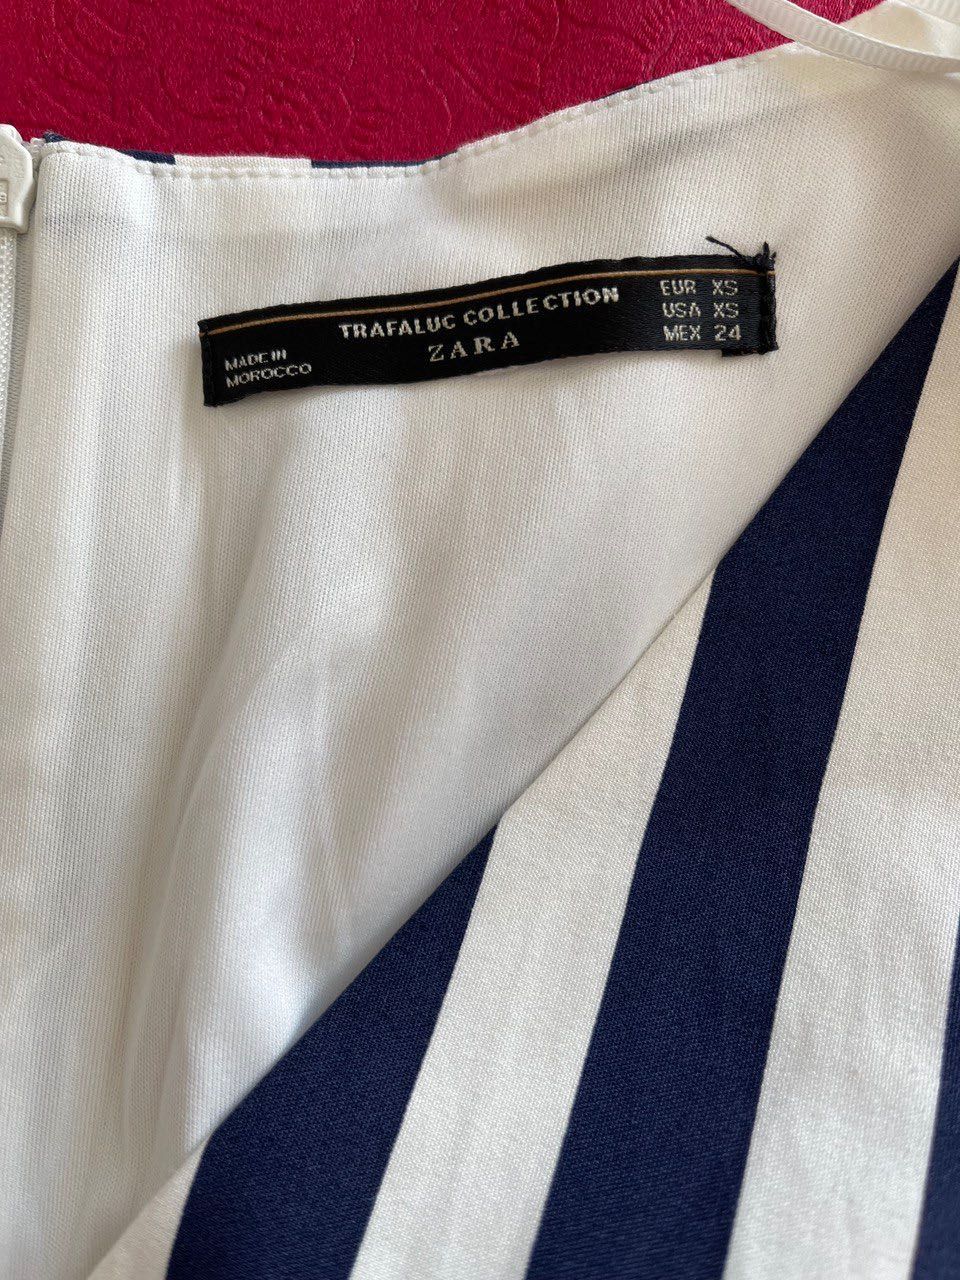 TRAFALUC COLLECTION
ZARA
MADE IN
MOROCCO
EUR XS
USA XS
MEX 24